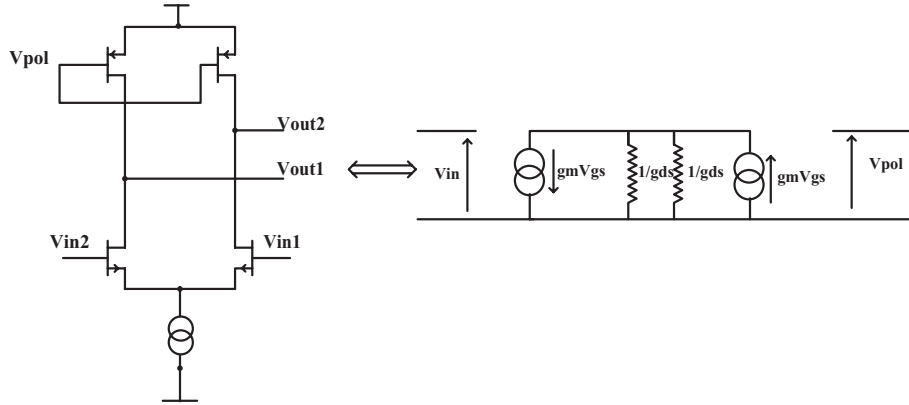 Vpol
Vout2
Vout1
Vin2
Vin1
Vin
gmVgs
1/gds
1/gds
gmVgs
Vpol